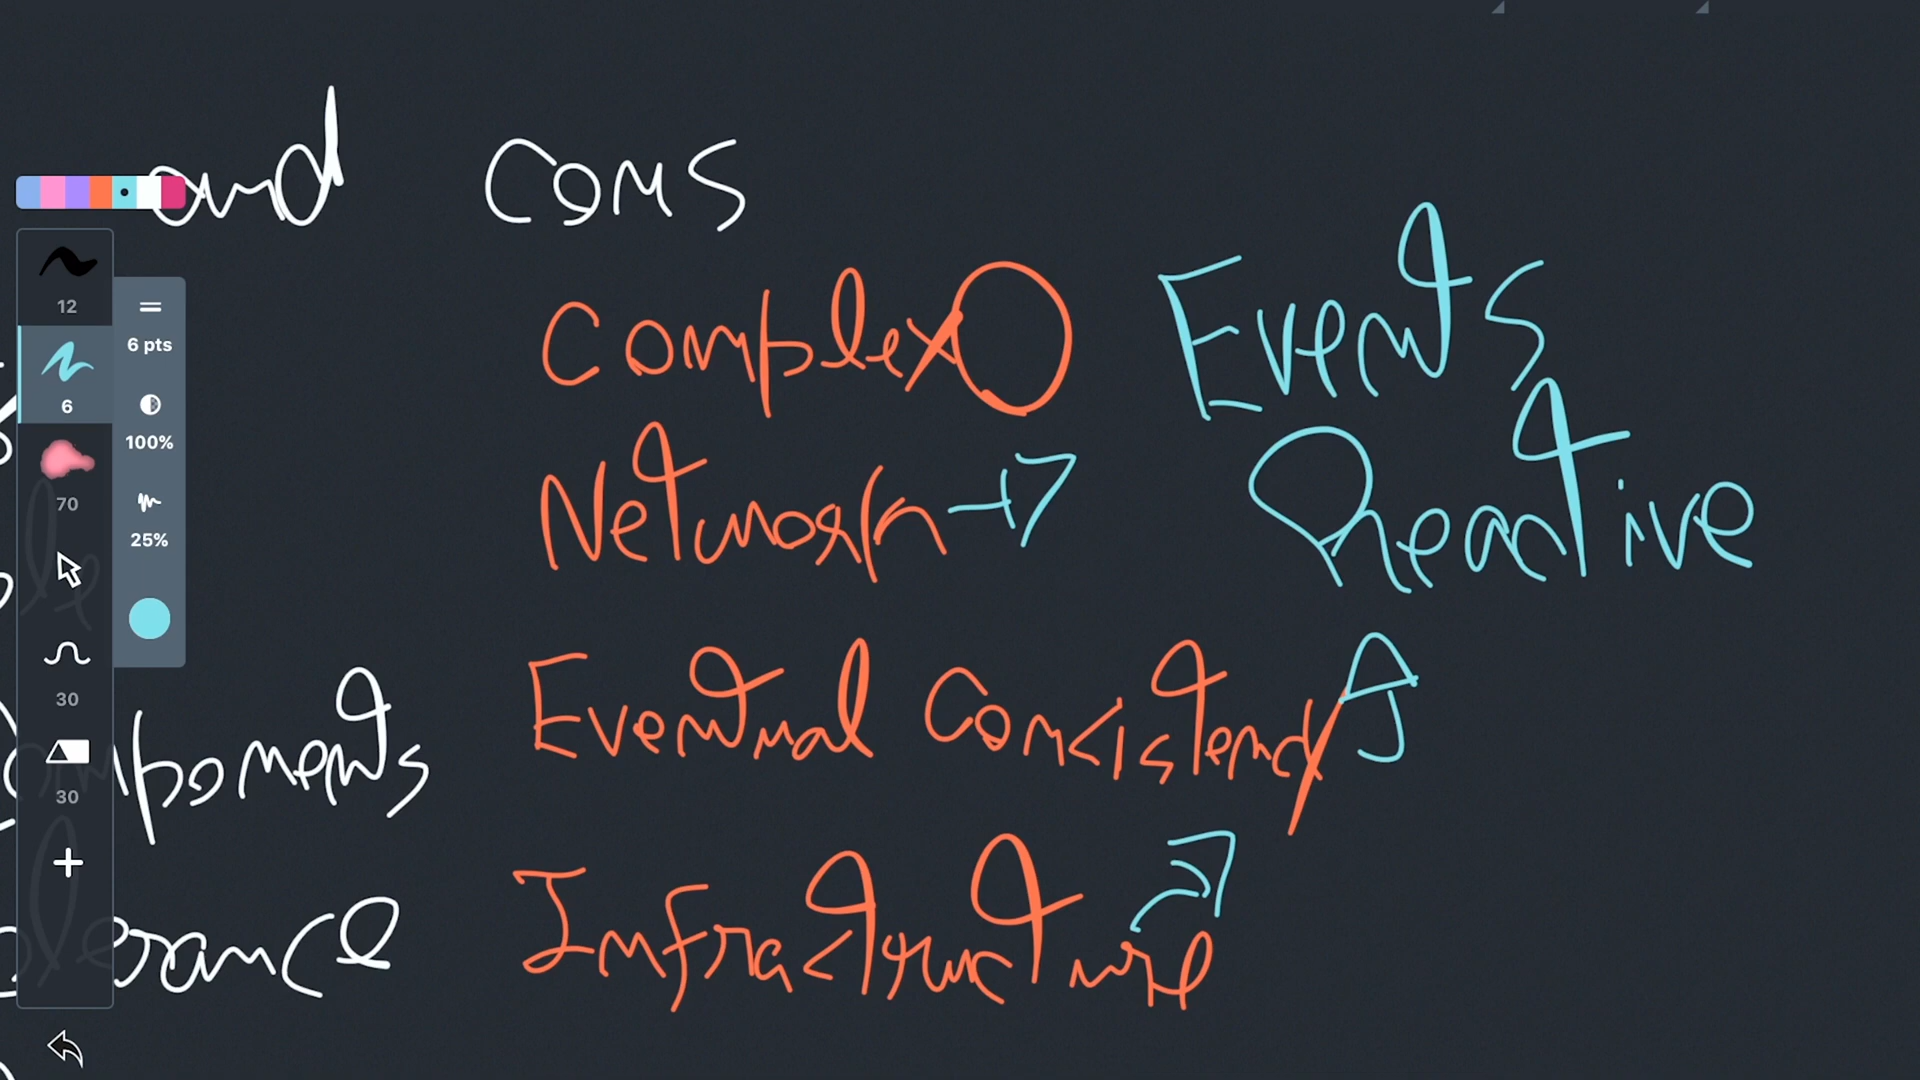 and cons
Complex
Events
Network
Reactive
Eventual Consistency
Infrastructure
12
6 pts
6
100%
70
25%
30
30